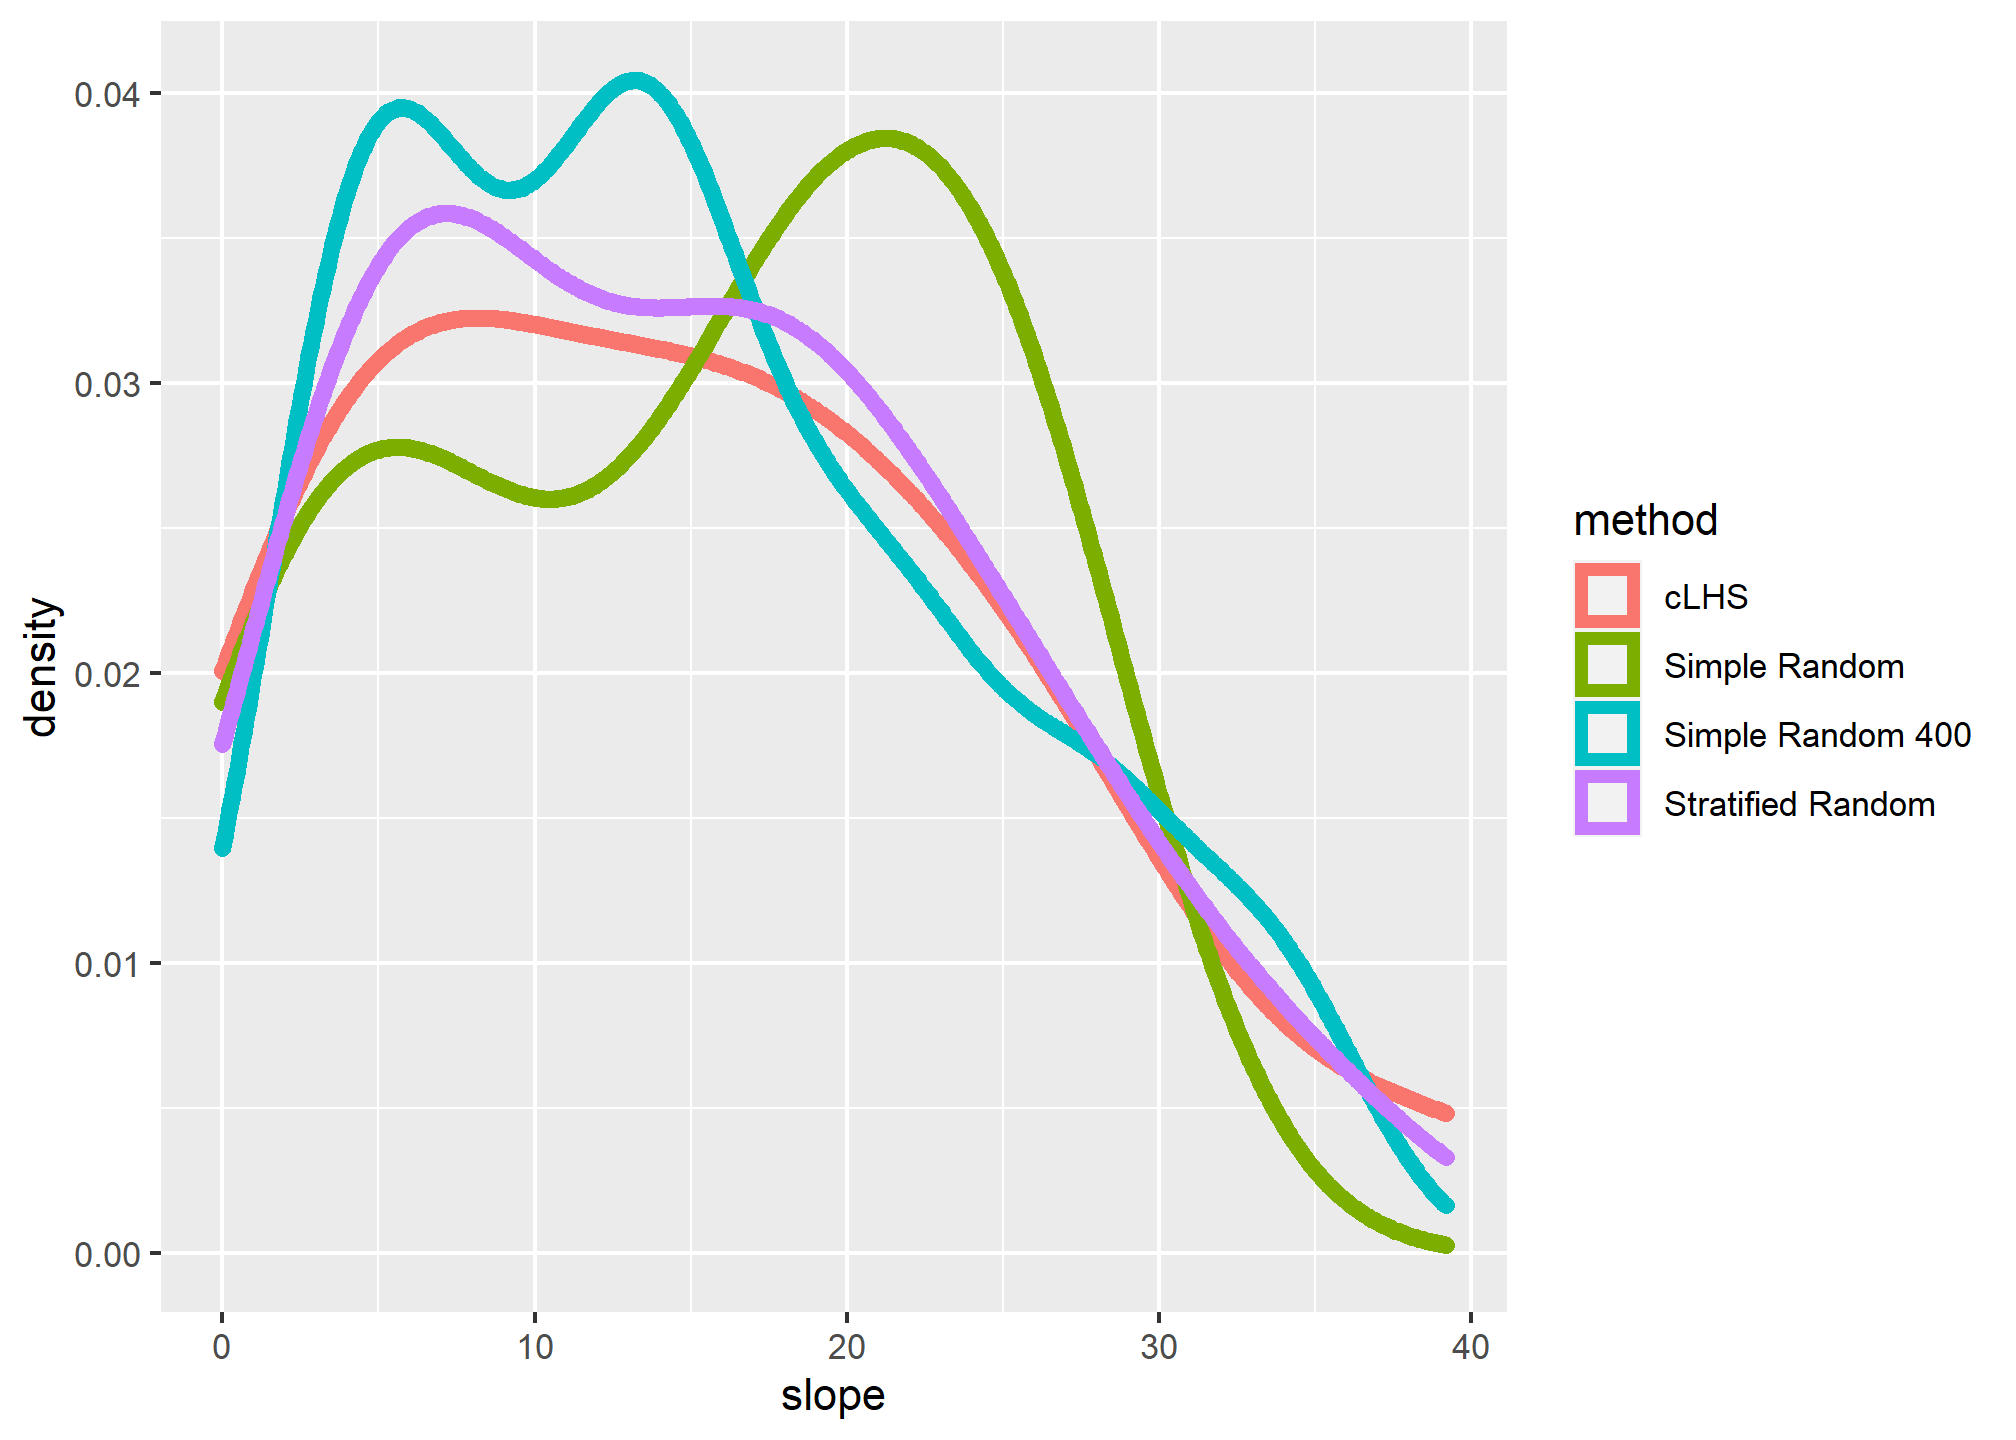 0.04
0.03
0.02
0.01
0.00
density
0
10
20
30
40
slope
method
cLHS
Simple Random
Simple Random 400
Stratified Random